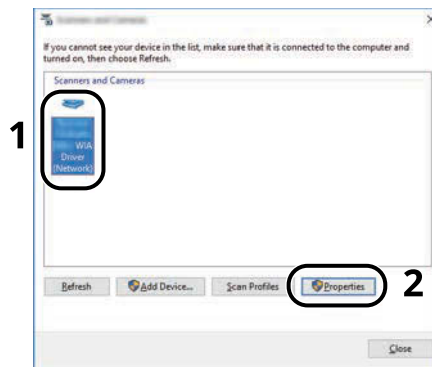 If you cannot see your device in the list, make sure that it is connected to the computer and
turned on, then choose Refresh.
Scanners and Cameras
1
WIA
Driver
(Network)
Refresh
Add Device...
Scan Profiles
Properties
2
Close